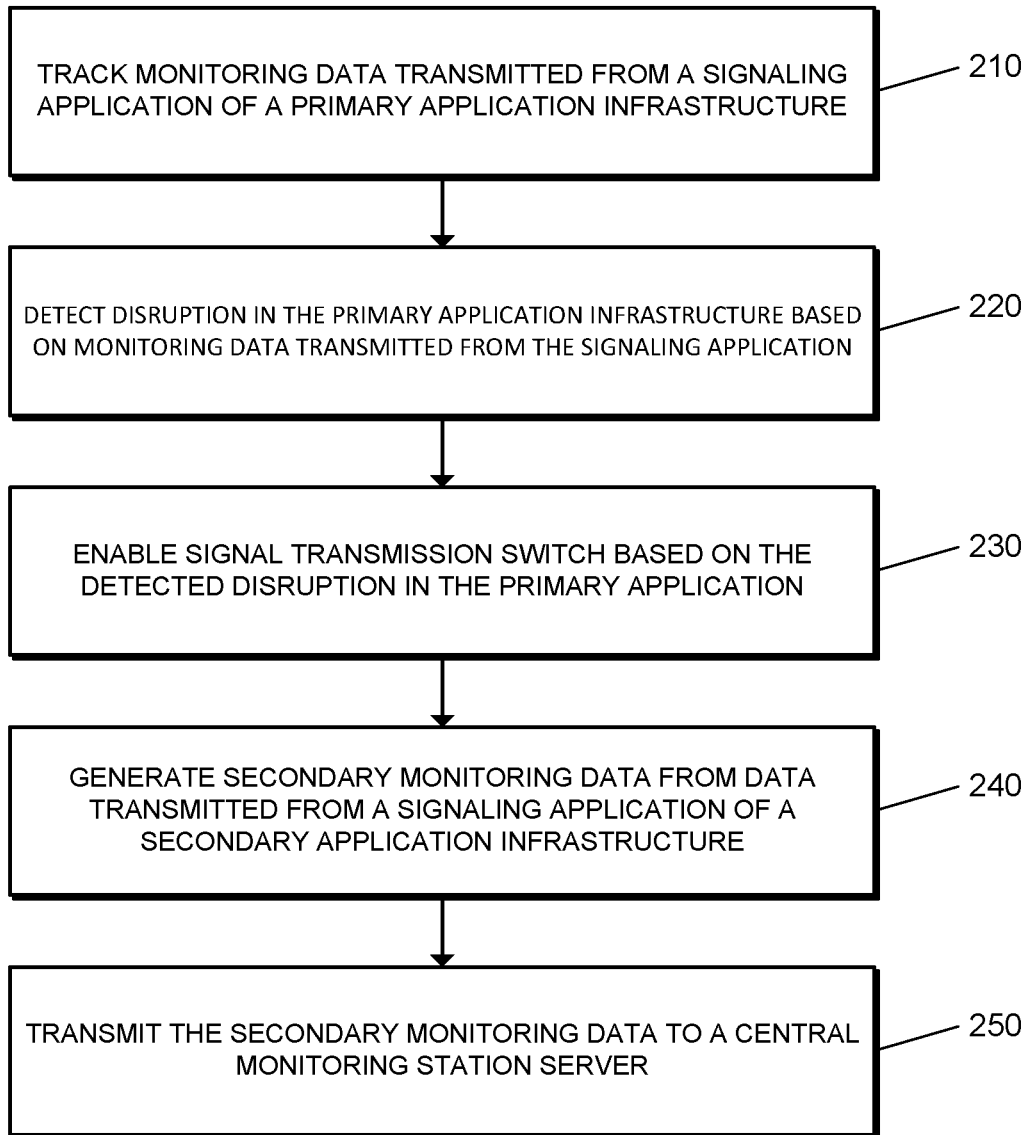 TRACK MONITORING DATA TRANSMITTED FROM A SIGNALING
APPLICATION OF A PRIMARY APPLICATION INFRASTRUCTURE
210
DETECT DISRUPTION IN THE PRIMARY APPLICATION INFRASTRUCTURE BASED
ON MONITORING DATA TRANSMITTED FROM THE SIGNALING APPLICATION
220
ENABLE SIGNAL TRANSMISSION SWITCH BASED ON THE
DETECTED DISRUPTION IN THE PRIMARY APPLICATION
230
GENERATE SECONDARY MONITORING DATA FROM DATA
TRANSMITTED FROM A SIGNALING APPLICATION OF A
SECONDARY APPLICATION INFRASTRUCTURE
240
TRANSMIT THE SECONDARY MONITORING DATA TO A CENTRAL
MONITORING STATION SERVER
250